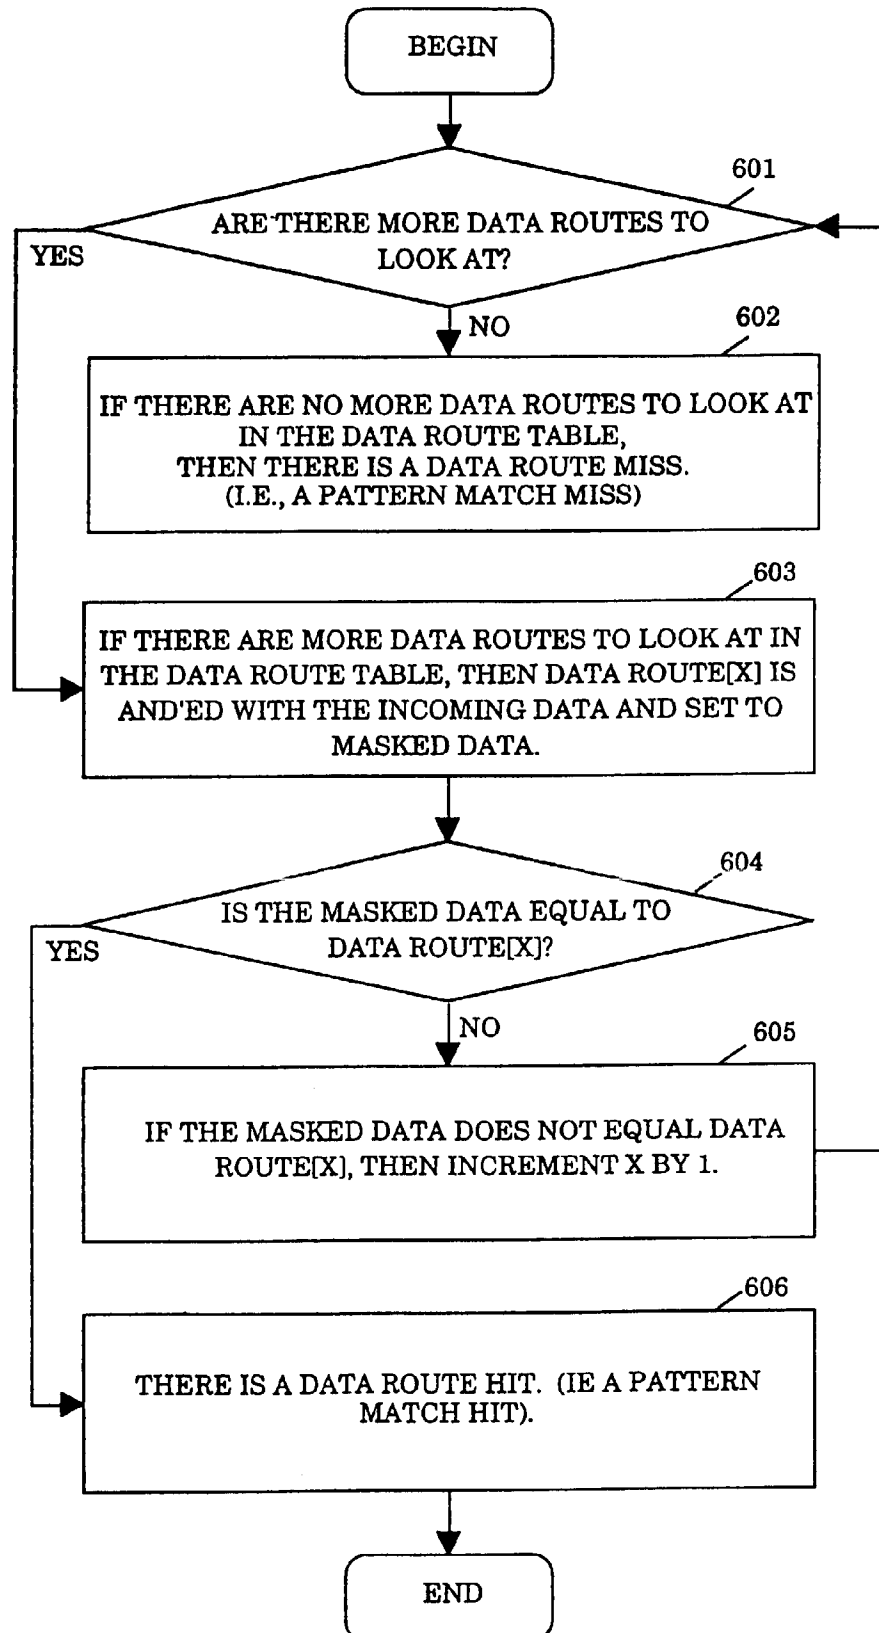 BEGIN
601
ARE THERE MORE DATA ROUTES TO
LOOK AT?
YES
NO
602
IF THERE ARE NO MORE DATA ROUTES TO LOOK AT
IN THE DATA ROUTE TABLE,
THEN THERE IS A DATA ROUTE MISS.
(I.E., A PATTERN MATCH MISS)
603
IF THERE ARE MORE DATA ROUTES TO LOOK AT IN
THE DATA ROUTE TABLE, THEN DATA ROUTE[X] IS
AND'ED WITH THE INCOMING DATA AND SET TO
MASKED DATA.
604
IS THE MASKED DATA EQUAL TO
DATA ROUTE[X]?
YES
NO
605
IF THE MASKED DATA DOES NOT EQUAL DATA
ROUTE[X], THEN INCREMENT X BY 1.
606
THERE IS A DATA ROUTE HIT. (IE A PATTERN
MATCH HIT).
END